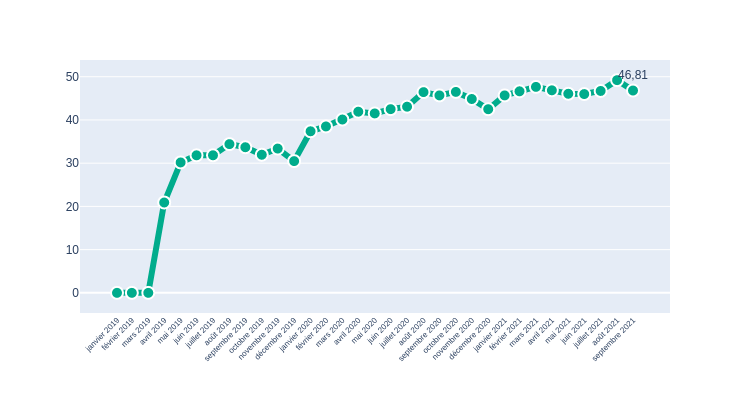 46,81
50
40
30
20
10
0
janvier 2019
février 2019
mars 2019
avril 2019
mai 2019
juin 2019
juillet 2019
août 2019
septembre 2019
octobre 2019
novembre 2019
décembre 2019
janvier 2020
février 2020
mars 2020
avril 2020
mai 2020
juin 2020
juillet 2020
août 2020
septembre 2020
octobre 2020
novembre 2020
décembre 2020
janvier 2021
février 2021
mars 2021
avril 2021
mai 2021
juin 2021
juillet 2021
août 2021
septembre 2021